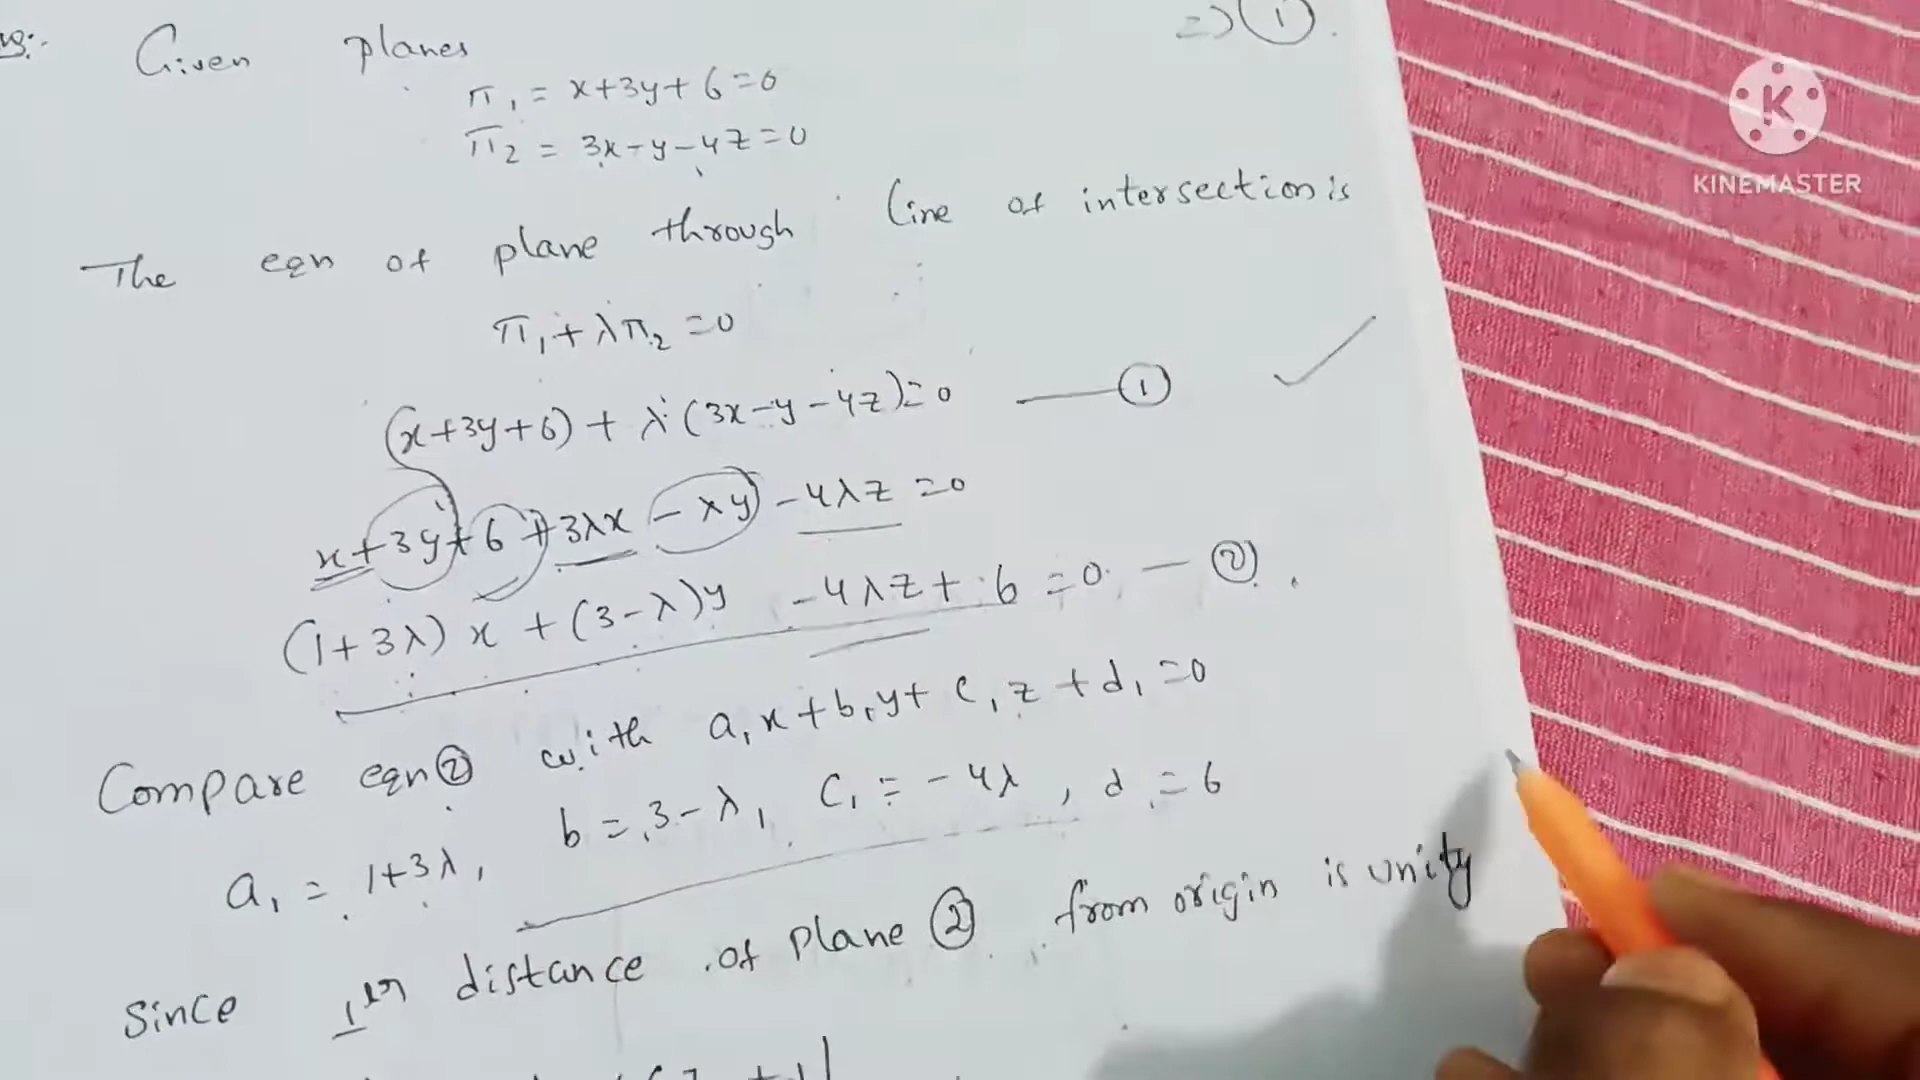 Given planes
=> ①.
π₁ = x+3y+6=0
π₂ = 3x-y-4z=0
The eqn of plane through line of intersection is
π₁+λπ₂=0
(x+3y+6)+λ(3x-y-4z)=0 — ①
x+3y+6+3λx-λy-4λz=0
(1+3λ)x+(3-λ)y-4λz+6=0 — ②.
Compare eqn② with a₁x+b₁y+c₁z+d₁=0
a₁ = 1+3λ, b=3-λ, c₁=-4λ, d₁=6
Since ⊥er distance of plane ② from origin is unity
K
KINEMASTER